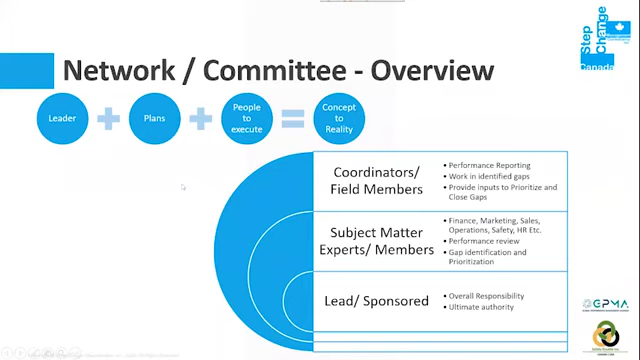 Step
Change
Canada
Network / Committee - Overview
Leader
Plans
People
to
execute
Concept
to
Reality
Coordinators/
Field Members
• Performance Reporting
• Work in identified gaps
• Provide inputs to Prioritize and
Close Gaps
Subject Matter
Experts/ Members
• Finance, Marketing, Sales,
Operations, Safety, HR Etc.
• Performance review
• Gap identification and
Prioritization
Lead/ Sponsored
• Overall Responsibility
• Ultimate authority
GPMA